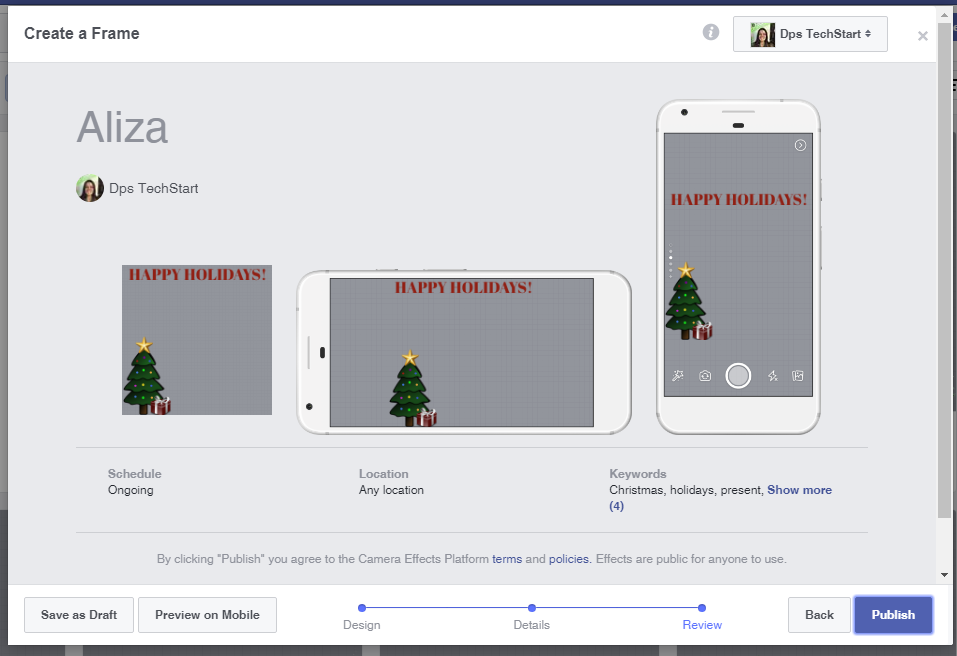 Create a Frame
Dps TechStart
Aliza
Dps TechStart
HAPPY HOLIDAYS!
HAPPY HOLIDAYS!
HAPPY HOLIDAYS!
Schedule
Ongoing
Location
Any location
Keywords
Christmas, holidays, present, Show more
(4)
By clicking "Publish" you agree to the Camera Effects Platform terms and policies. Effects are public for anyone to use.
Save as Draft
Preview on Mobile
Design
Details
Review
Back
Publish